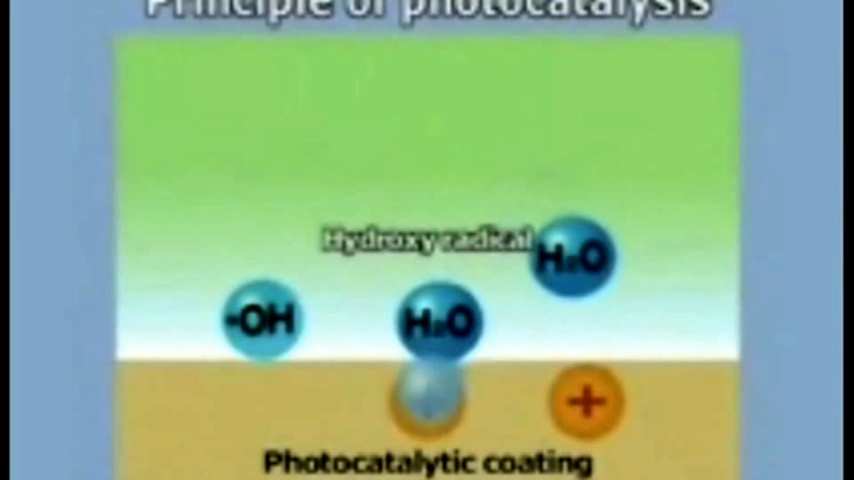 Principle of photocatalysis
Hydroxy radical
H₂O
•OH
H₂O
+
Photocatalytic coating